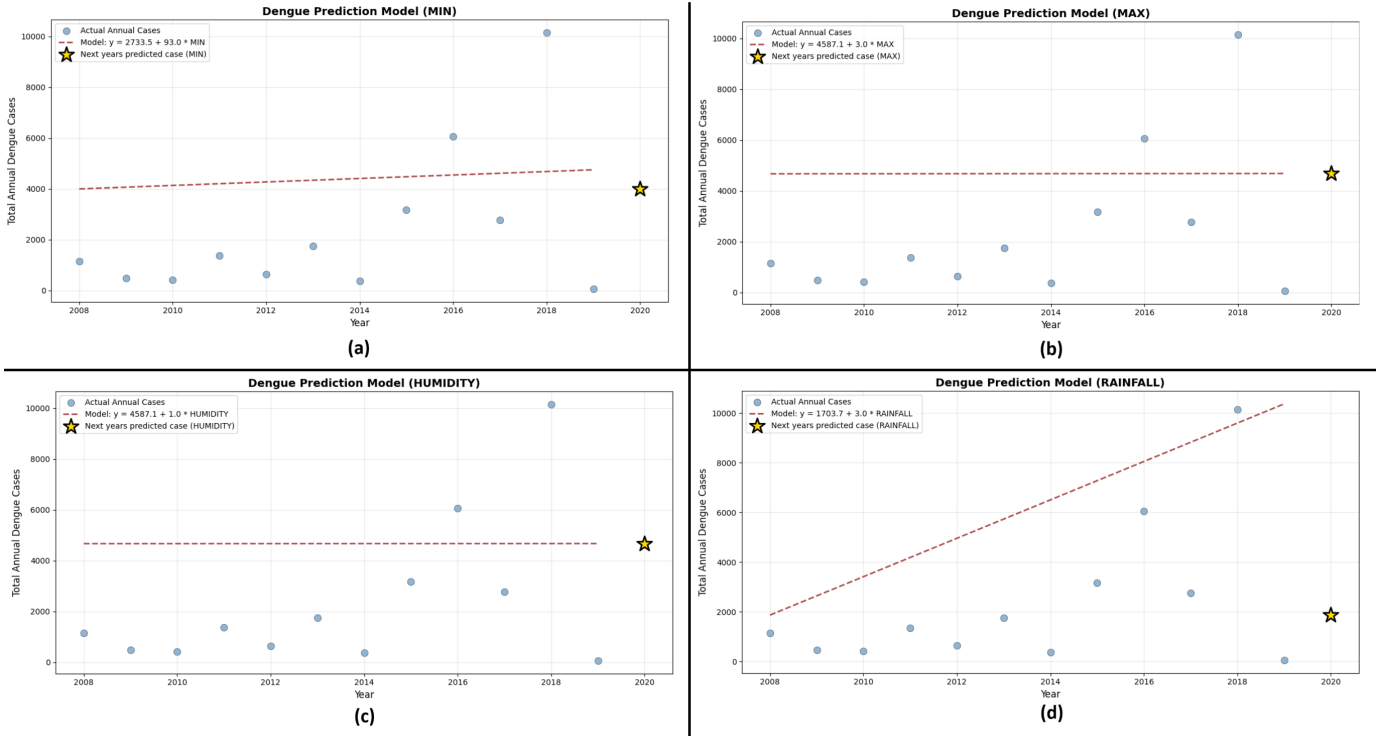 Dengue Prediction Model (MIN)
Actual Annual Cases
Model: y = 2733.5 + 93.0 * MIN
Next years predicted case (MIN)
Total Annual Dengue Cases
10000
8000
6000
4000
2000
0
2008
2010
2012
2014
2016
2018
2020
Year
(a)
Dengue Prediction Model (MAX)
Actual Annual Cases
Model: y = 4587.1 + 3.0 * MAX
Next years predicted case (MAX)
Total Annual Dengue Cases
10000
8000
6000
4000
2000
0
2008
2010
2012
2014
2016
2018
2020
Year
(b)
Dengue Prediction Model (HUMIDITY)
Actual Annual Cases
Model: y = 4587.1 + 1.0 * HUMIDITY
Next years predicted case (HUMIDITY)
Total Annual Dengue Cases
10000
8000
6000
4000
2000
0
2008
2010
2012
2014
2016
2018
2020
Year
(c)
Dengue Prediction Model (RAINFALL)
Actual Annual Cases
Model: y = 1703.7 + 3.0 * RAINFALL
Next years predicted case (RAINFALL)
Total Annual Dengue Cases
10000
8000
6000
4000
2000
0
2008
2010
2012
2014
2016
2018
2020
Year
(d)